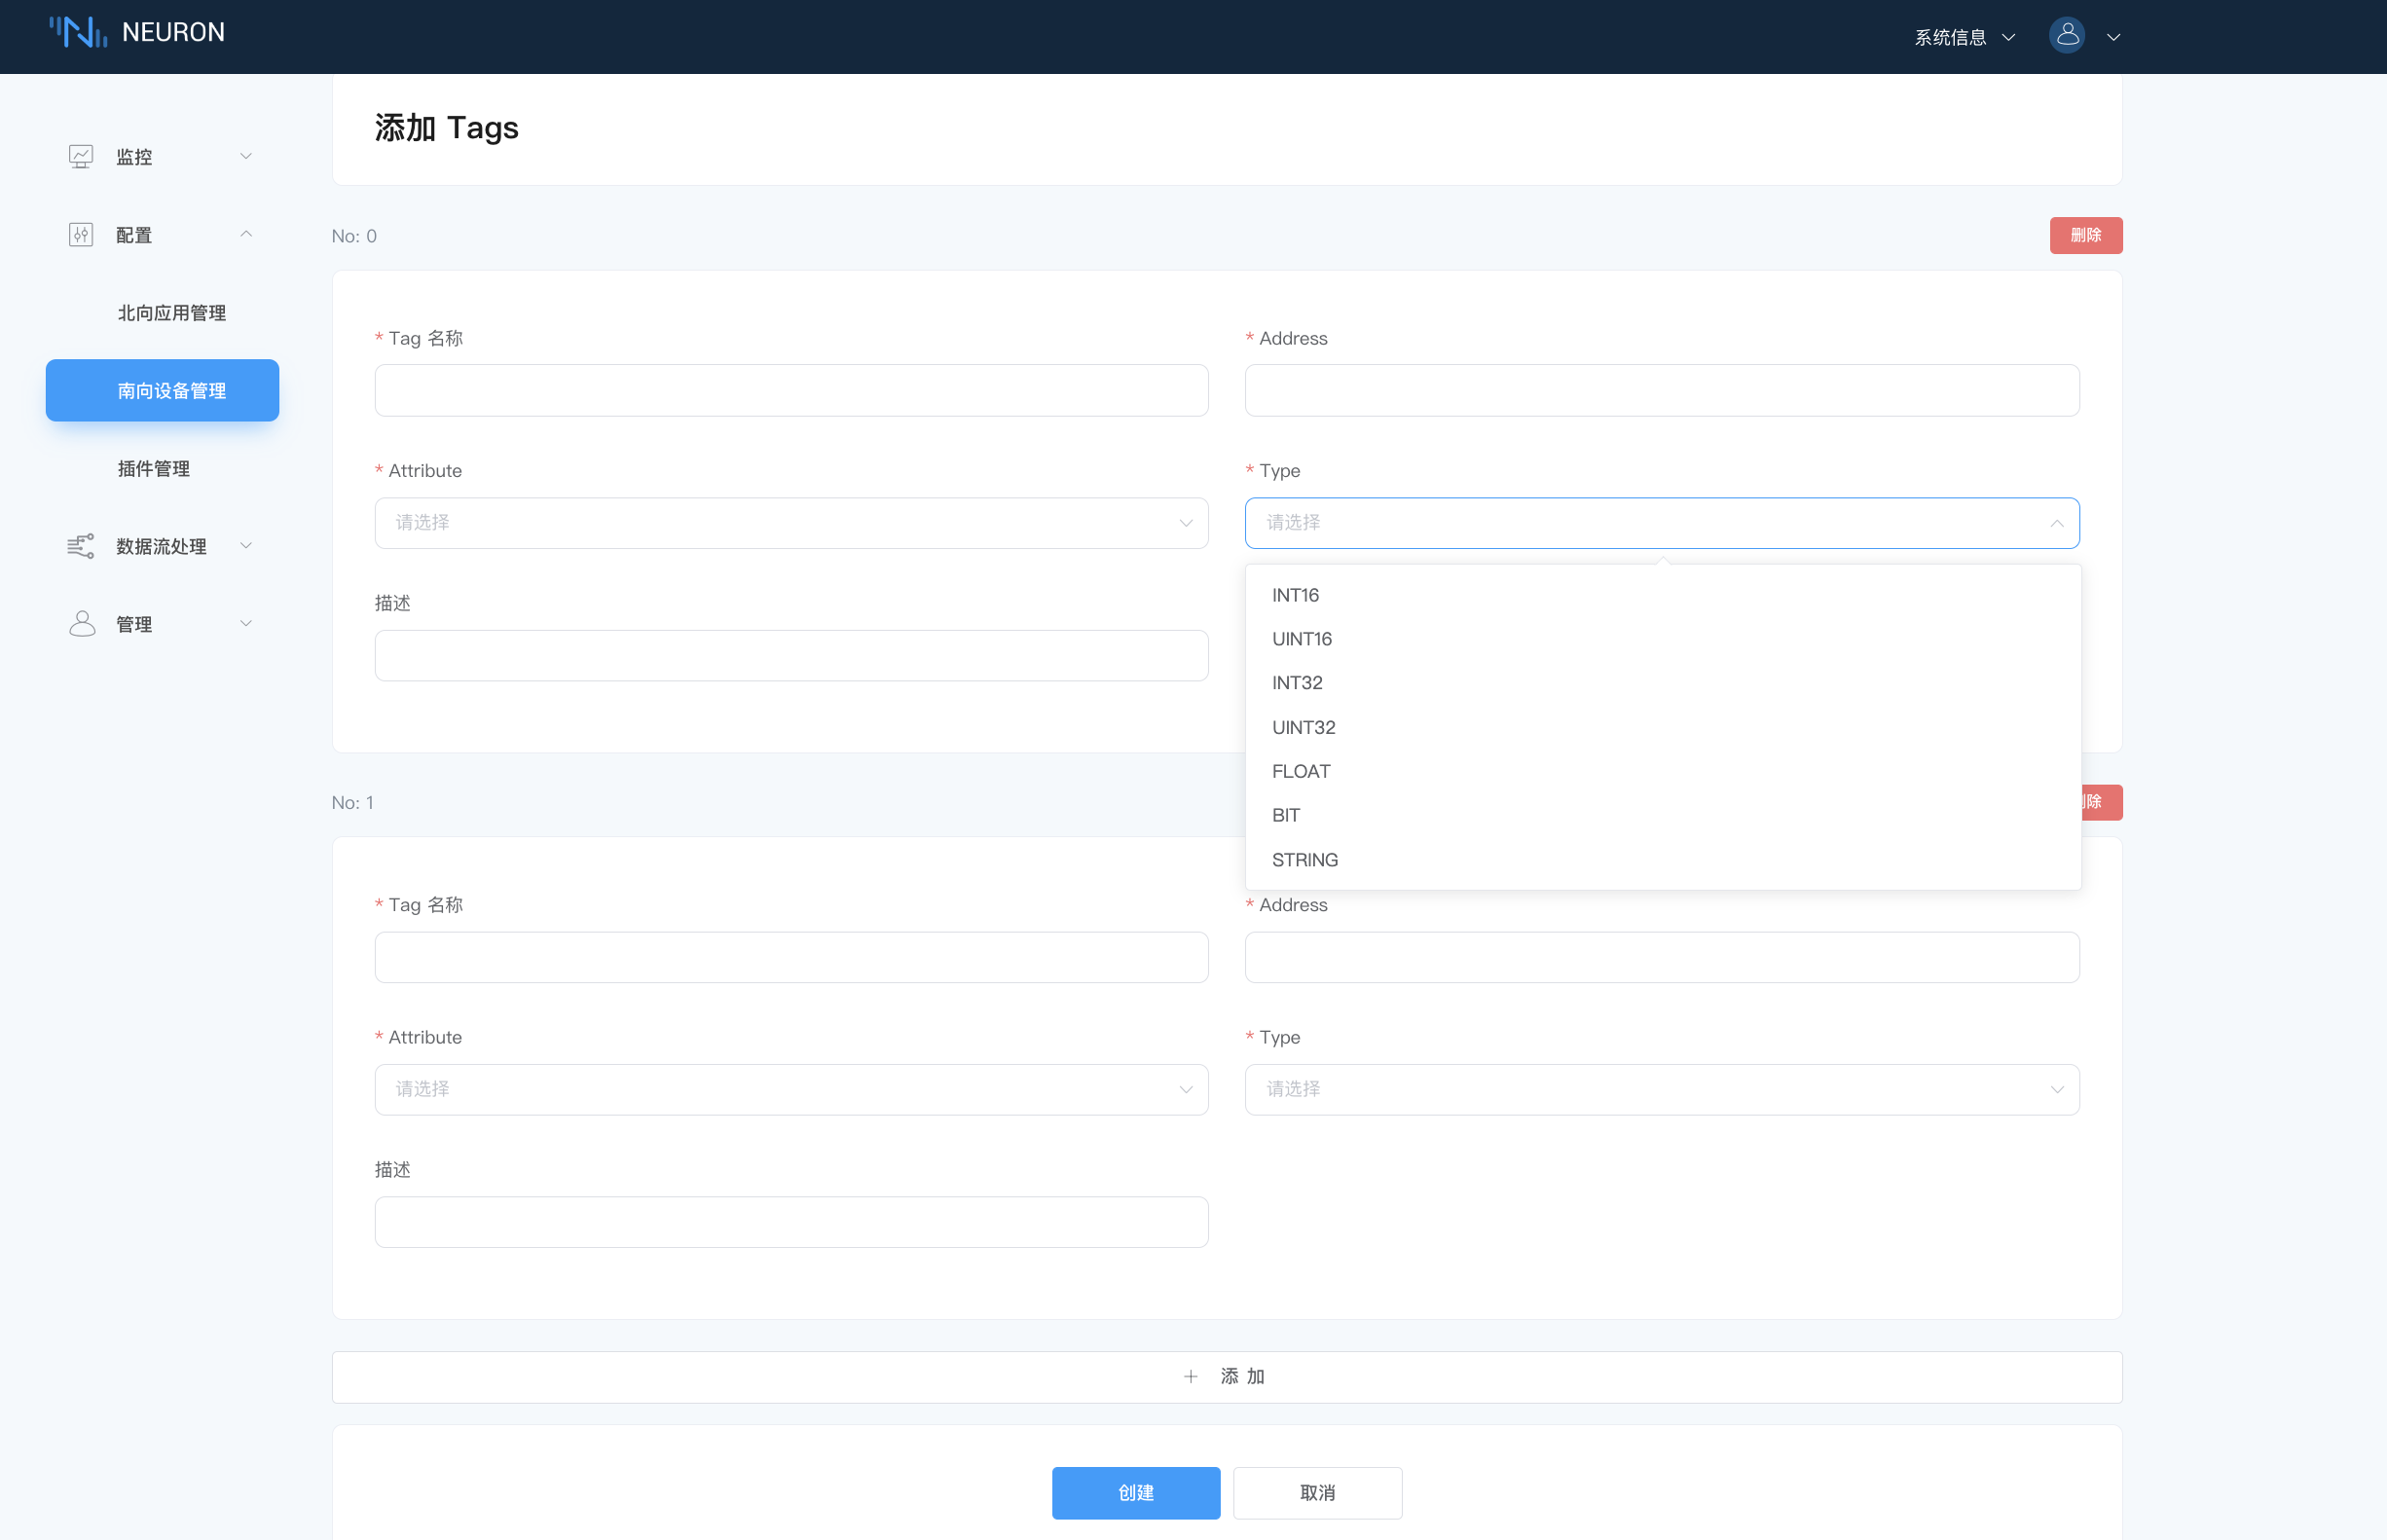 NEURON
系统信息
监控
配置
北向应用管理
南向设备管理
插件管理
数据流处理
管理
添加 Tags
No: 0
删除
* Tag 名称
* Address
* Attribute
* Type
请选择
请选择
INT16
UINT16
INT32
UINT32
FLOAT
BIT
STRING
描述
No: 1
除
* Tag 名称
* Address
* Attribute
* Type
请选择
请选择
描述
添 加
创建
取消